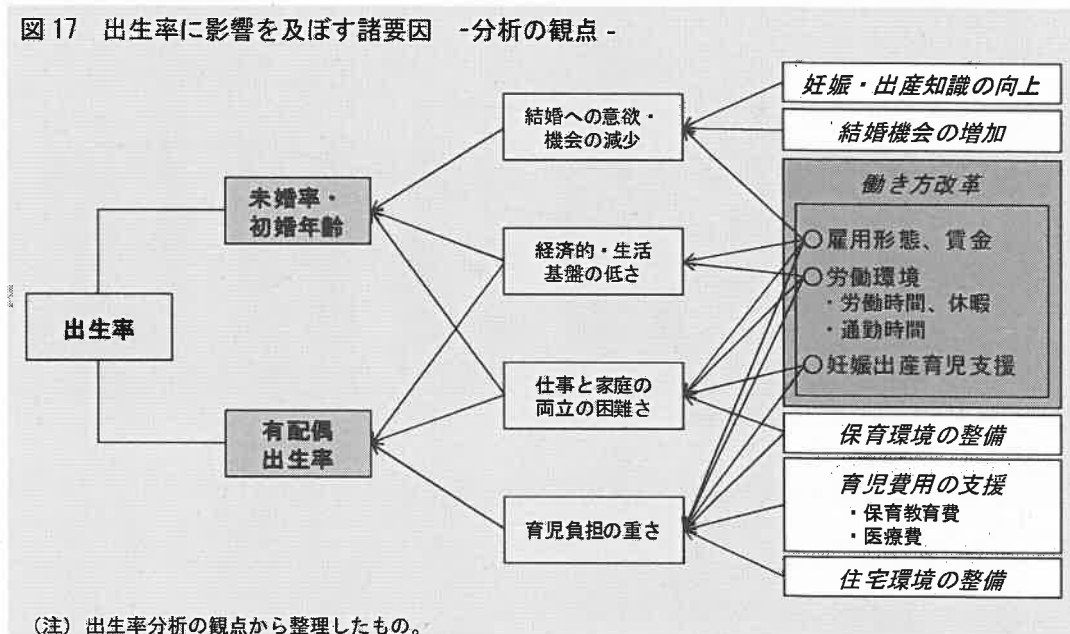 図17 出生率に影響を及ぼす諸要因 -分析の観点-
妊娠・出産知識の向上
結婚への意欲・
機会の減少
結婚機会の増加
働き方改革
未婚率・
初婚年齢
○雇用形態、賃金
経済的・生活
基盤の低さ
○労働環境
・労働時間、休暇
・通勤時間
出生率
○妊娠出産育児支援
仕事と家庭の
両立の困難さ
有配偶
出生率
保育環境の整備
育児費用の支援
・保育教育費
・医療費
育児負担の重さ
住宅環境の整備
(注)出生率分析の観点から整理したもの。